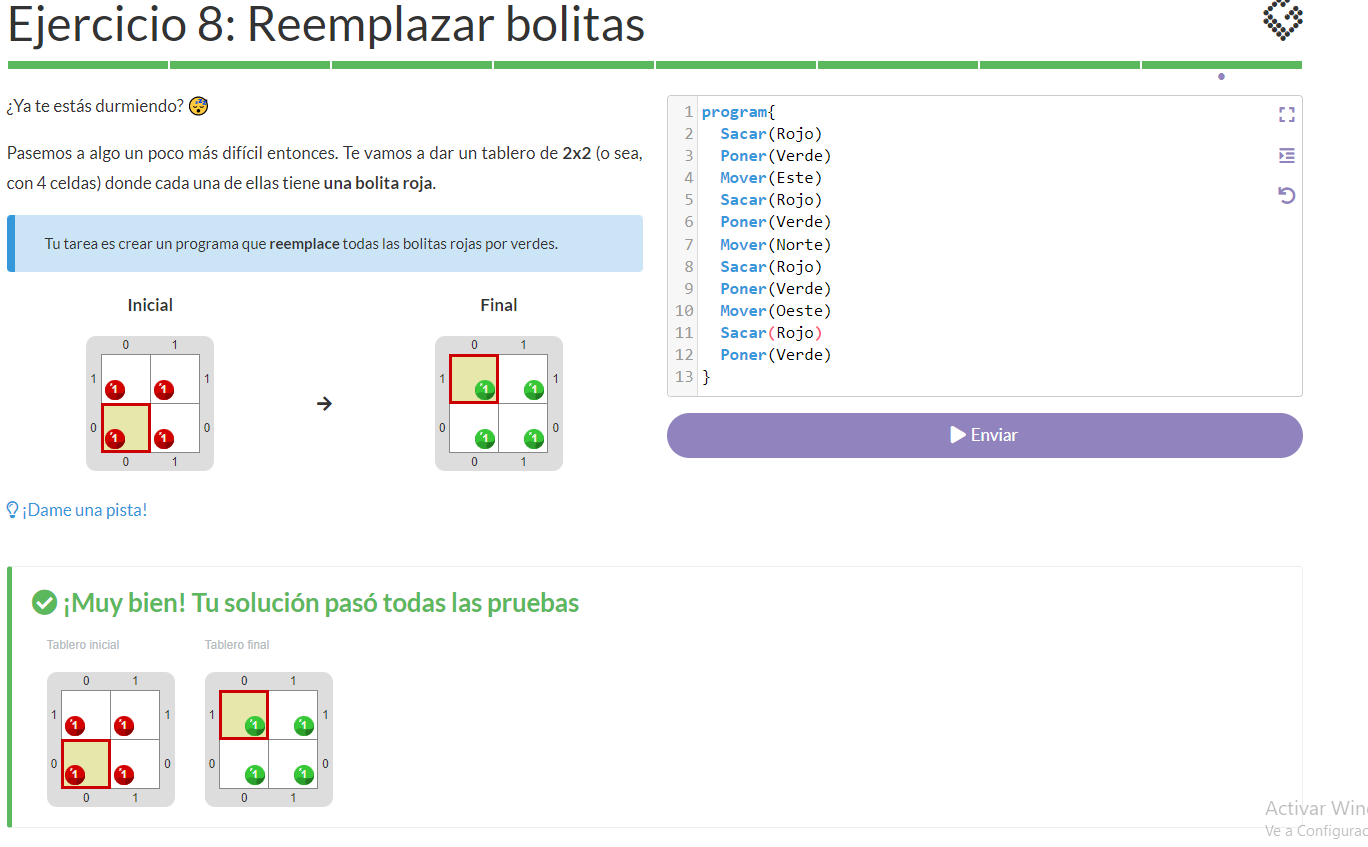 Ejercicio 8: Reemplazar bolitas
¿Ya te estás durmiendo? 😴
Pasemos a algo un poco más difícil entonces. Te vamos a dar un tablero de 2x2 (o sea,
con 4 celdas) donde cada una de ellas tiene una bolita roja.
Tu tarea es crear un programa que reemplace todas las bolitas rojas por verdes.
Inicial
0 1
1 1 1 1
0 1 1 0
0 1
→
Final
0 1
1 1 1 1
0 1 1 0
0 1
¡Dame una pista!
1 program{
2 Sacar(Rojo)
3 Poner(Verde)
4 Mover(Este)
5 Sacar(Rojo)
6 Poner(Verde)
7 Mover(Norte)
8 Sacar(Rojo)
9 Poner(Verde)
10 Mover(Oeste)
11 Sacar(Rojo)
12 Poner(Verde)
13 }
Enviar
¡Muy bien! Tu solución pasó todas las pruebas
Tablero inicial
0 1
1 1 1 1
0 1 1 0
0 1
Tablero final
0 1
1 1 1 1
0 1 1 0
0 1
Activar Win
Ve a Configurac